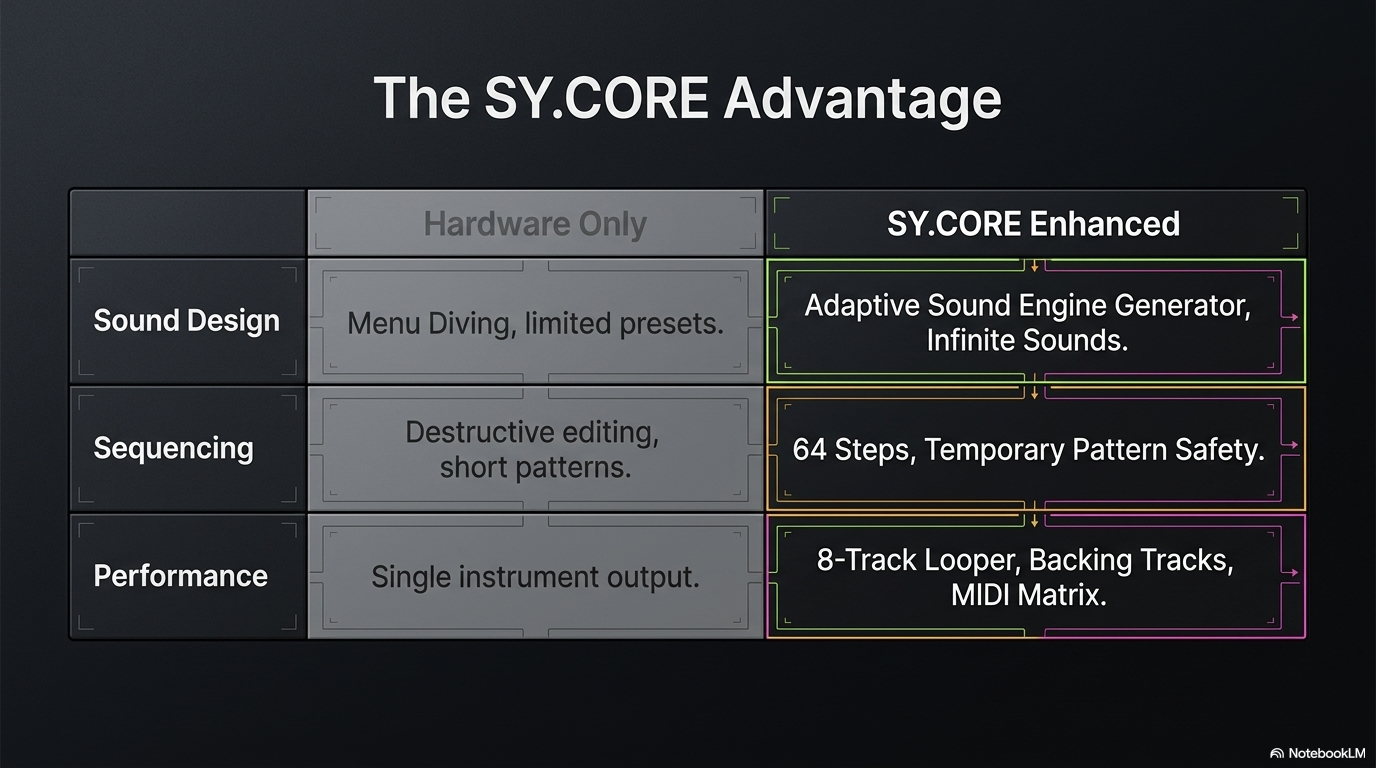 The SY.CORE Advantage
Hardware Only
SY.CORE Enhanced
Sound Design
Menu Diving, limited presets.
Adaptive Sound Engine Generator,
Infinite Sounds.
Sequencing
Destructive editing,
short patterns.
64 Steps, Temporary Pattern Safety.
Performance
Single instrument output.
8-Track Looper, Backing Tracks,
MIDI Matrix.
NotebookLM